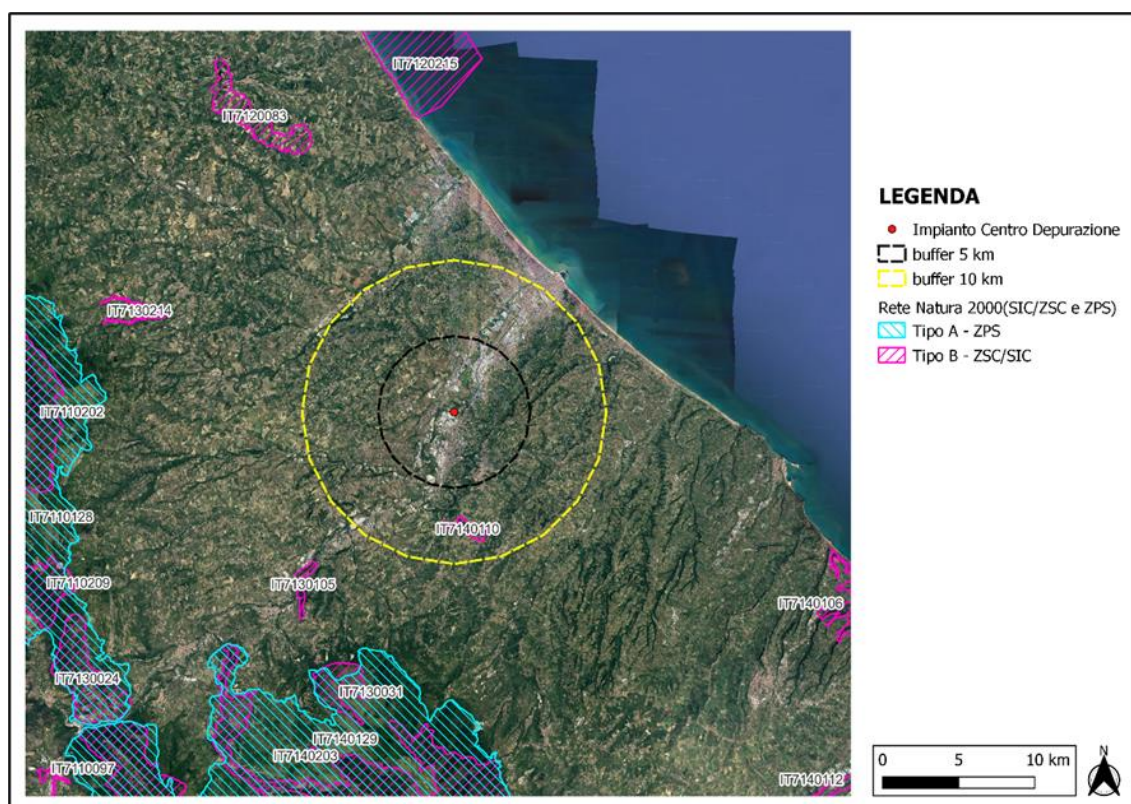 IT7120215
IT7120083
IT7130214
IT7110202
IT7110128
IT7140110
IT7110209
IT7130105
IT7140106
IT7130024
IT7130031
IT7140129
IT7140203
IT7110097
IT7140112
LEGENDA
Impianto Centro Depurazione
buffer 5 km
buffer 10 km
Rete Natura 2000(SIC/ZSC e ZPS)
Tipo A - ZPS
Tipo B - ZSC/SIC
0 5 10 km
N